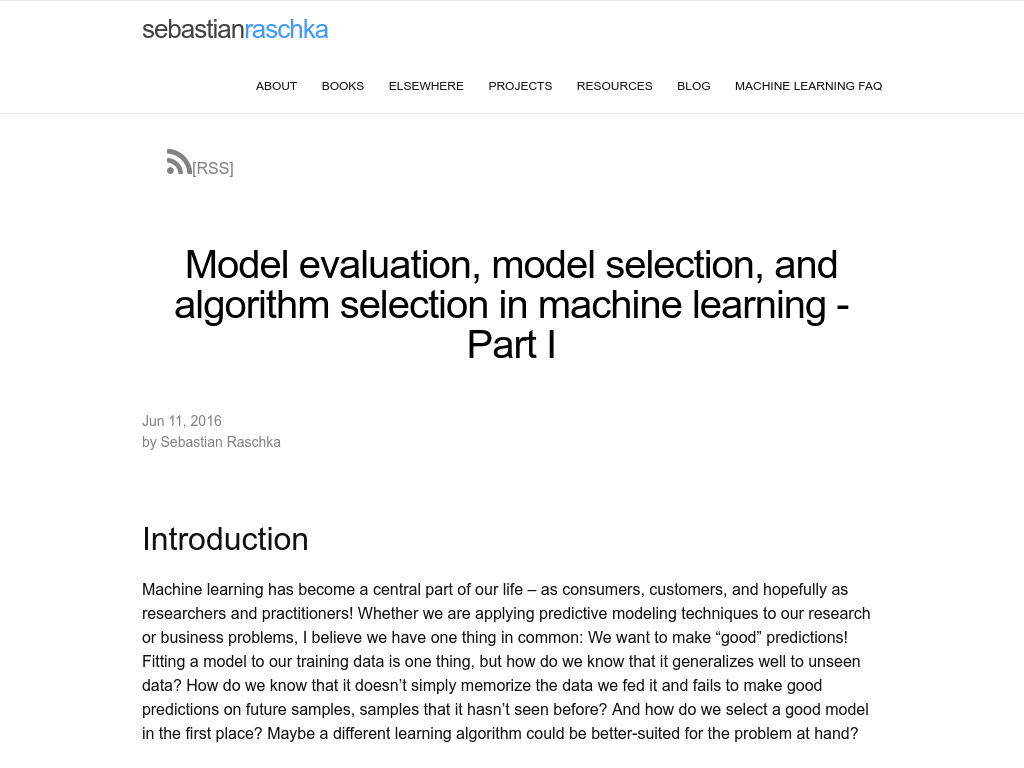 sebastianraschka
ABOUT BOOKS ELSEWHERE PROJECTS RESOURCES BLOG MACHINE LEARNING FAQ
[RSS]
Model evaluation, model selection, and
algorithm selection in machine learning -
Part I
Jun 11, 2016
by Sebastian Raschka
Introduction
Machine learning has become a central part of our life – as consumers, customers, and hopefully as
researchers and practitioners! Whether we are applying predictive modeling techniques to our research
or business problems, I believe we have one thing in common: We want to make “good” predictions!
Fitting a model to our training data is one thing, but how do we know that it generalizes well to unseen
data? How do we know that it doesn’t simply memorize the data we fed it and fails to make good
predictions on future samples, samples that it hasn’t seen before? And how do we select a good model
in the first place? Maybe a different learning algorithm could be better-suited for the problem at hand?